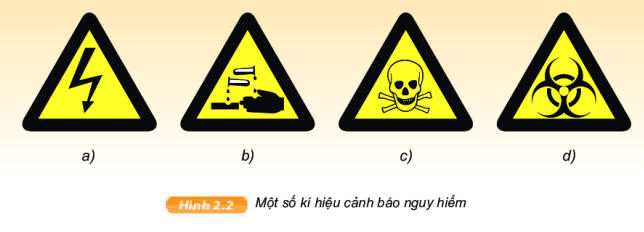 a) b) c) d)
Hình 2.2 Một số kí hiệu cảnh báo nguy hiểm